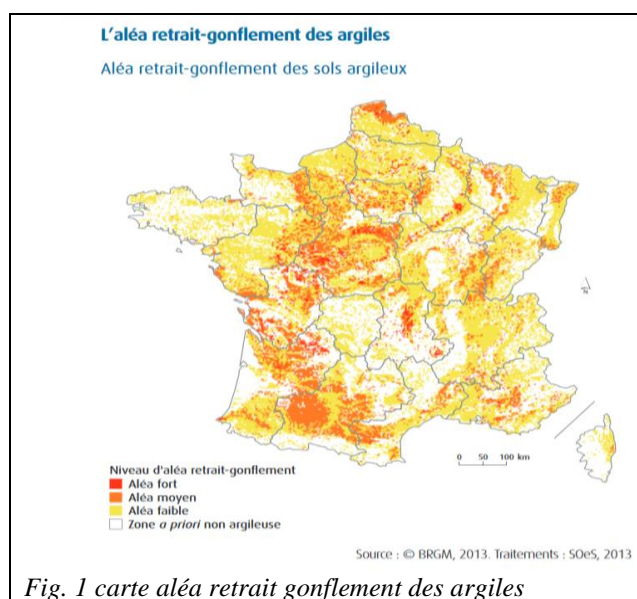 L'aléa retrait-gonflement des argiles
Aléa retrait-gonflement des sols argileux
N
0 50 100 km
Niveau d'aléa retrait-gonflement
Aléa fort
Aléa moyen
Aléa faible
Zone a priori non argileuse
Source : © BRGM, 2013. Traitements : SOeS, 2013
Fig. 1 carte aléa retrait gonflement des argiles